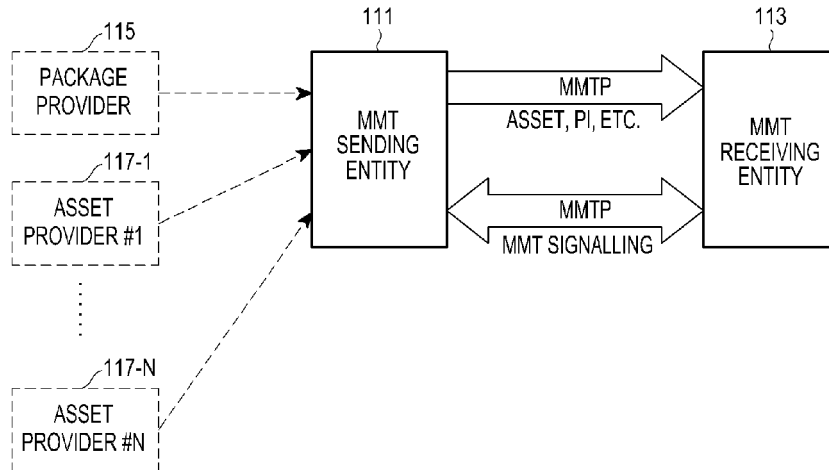 115
PACKAGE
PROVIDER
117-1
ASSET
PROVIDER #1
117-N
ASSET
PROVIDER #N
111
MMT
SENDING
ENTITY
MMTP
ASSET, PI, ETC.
MMTP
MMT SIGNALLING
113
MMT
RECEIVING
ENTITY